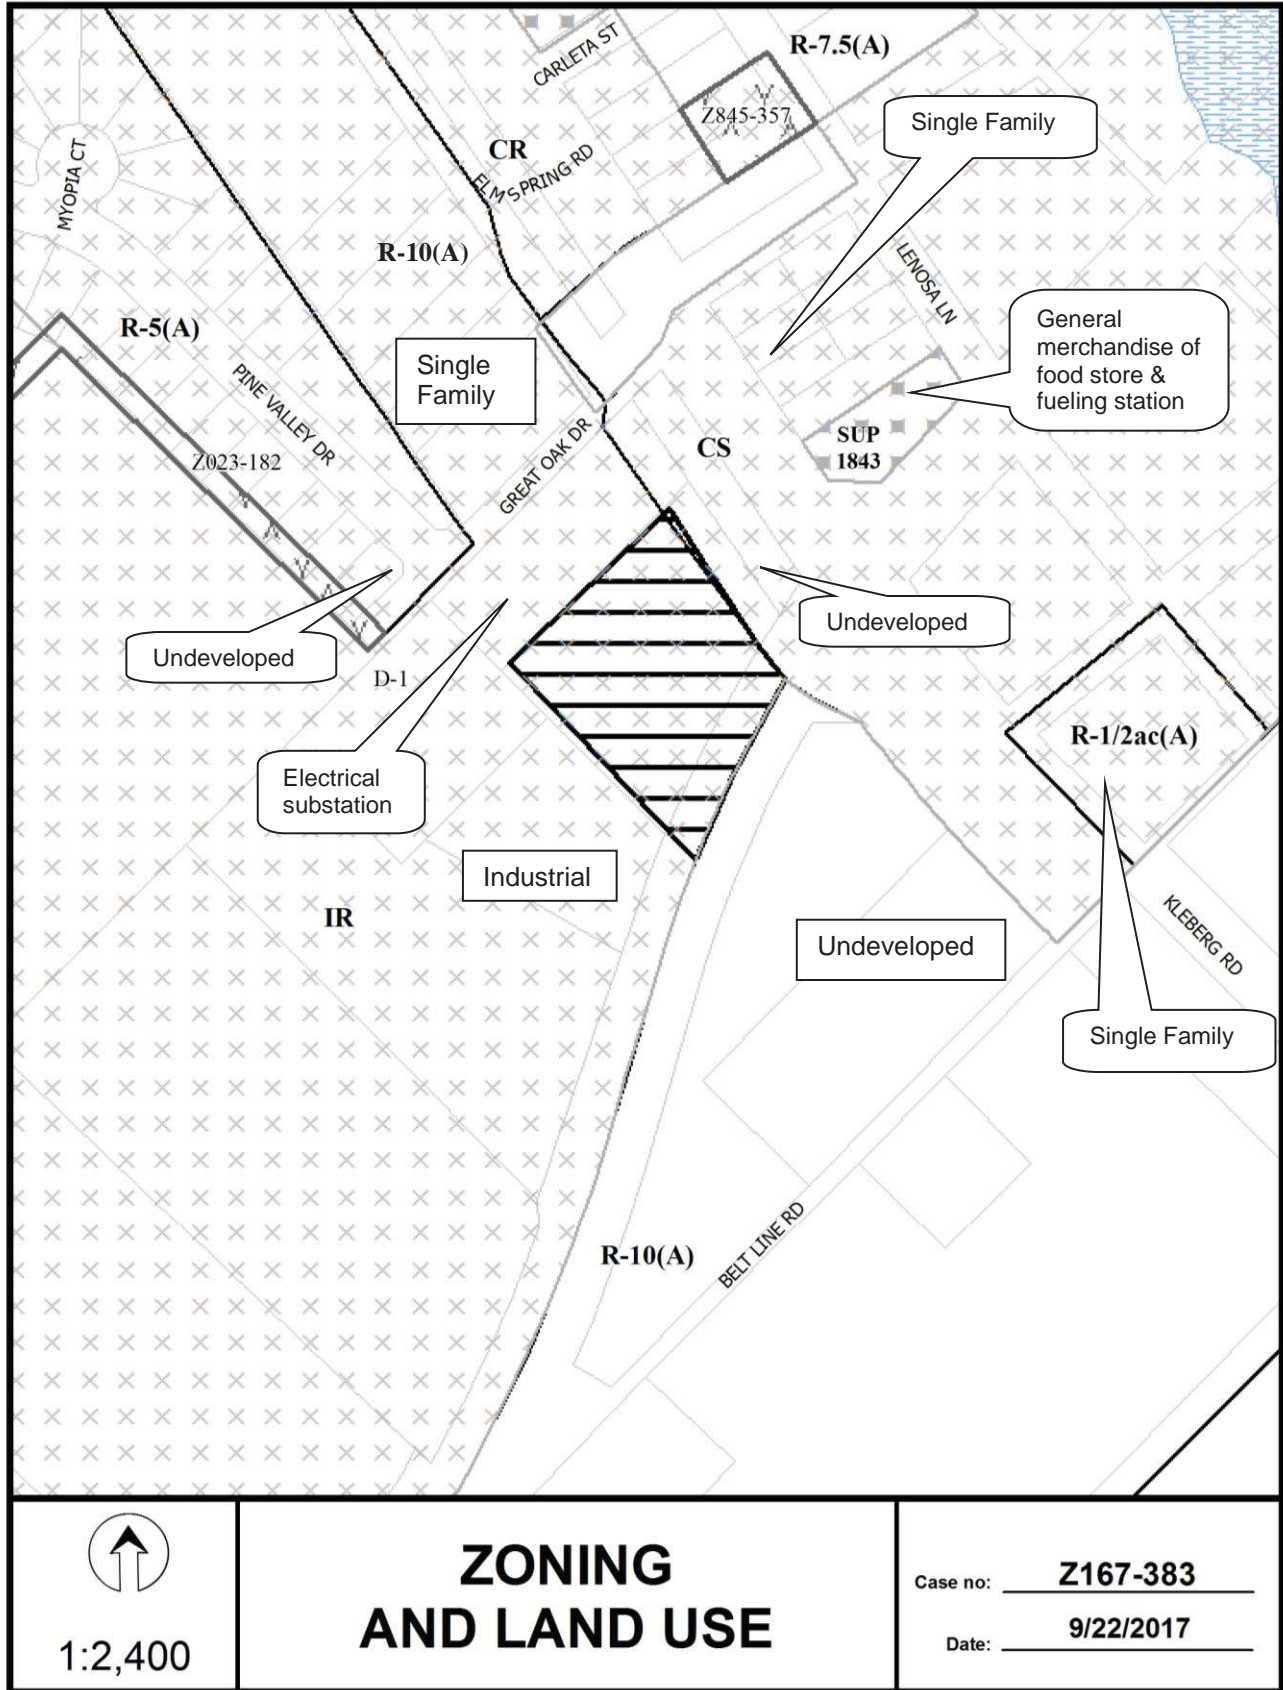 CARLETA ST
R-7.5(A)
Z845-357
Single Family
CR
ELM SPRING RD
MYOPIA CT
R-10(A)
LENOSA LN
R-5(A)
General
merchandise of
food store &
fueling station
Single
Family
PINE VALLEY DR
GREAT OAK DR
CS
SUP
1843
Z023-182
Undeveloped
Undeveloped
D-1
R-1/2ac(A)
Electrical
substation
Industrial
IR
Undeveloped
KLEBERG RD
Single Family
R-10(A)
BELT LINE RD
1:2,400
ZONING
AND LAND USE
Case no: Z167-383
Date: 9/22/2017